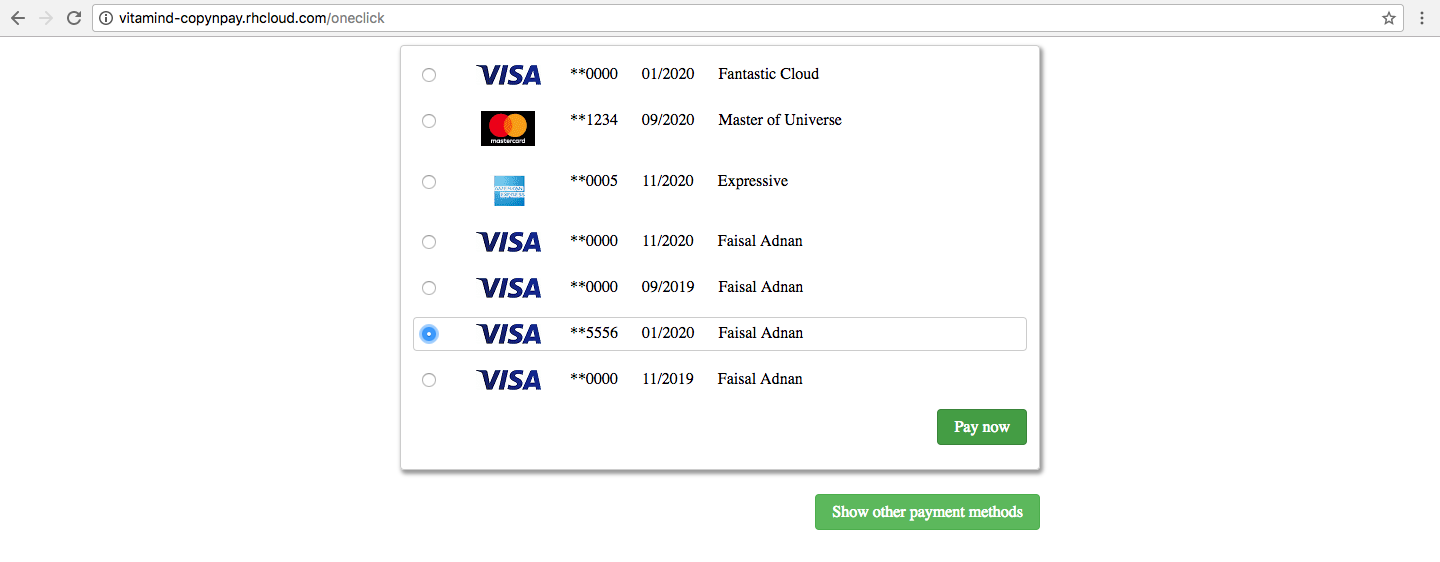 vitamind-copynpay.rhcloud.com/oneclick
VISA **0000 01/2020 Fantastic Cloud
mastercard **1234 09/2020 Master of Universe
AMERICAN EXPRESS **0005 11/2020 Expressive
VISA **0000 11/2020 Faisal Adnan
VISA **0000 09/2019 Faisal Adnan
VISA **5556 01/2020 Faisal Adnan
VISA **0000 11/2019 Faisal Adnan
Pay now
Show other payment methods